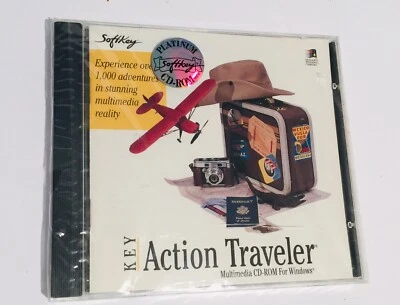 SoftKey
PLATINUM
SoftKey
CD-ROM
Experience over
1,000 adventures
in stunning
multimedia
reality
KEY
Action Traveler®
Multimedia CD-ROM For Windows®